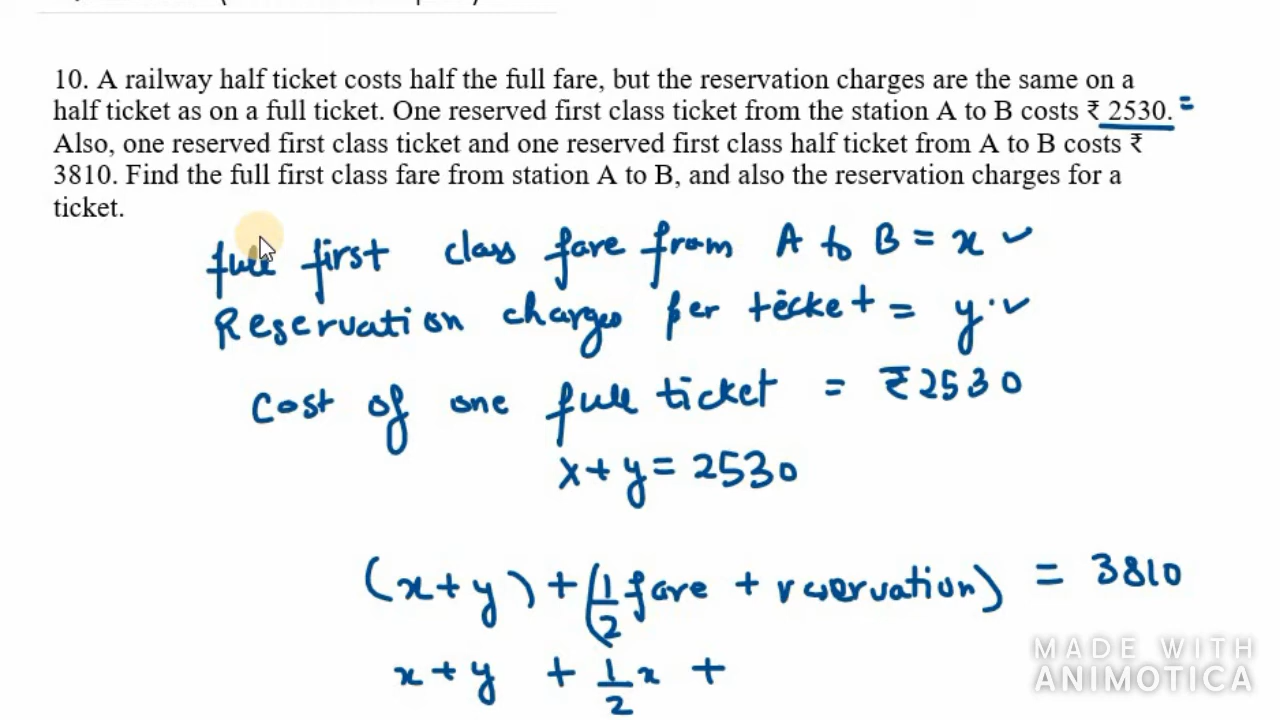 10. A railway half ticket costs half the full fare, but the reservation charges are the same on a
half ticket as on a full ticket. One reserved first class ticket from the station A to B costs ₹ 2530. =
Also, one reserved first class ticket and one reserved first class half ticket from A to B costs ₹
3810. Find the full first class fare from station A to B, and also the reservation charges for a
ticket.
full first class fare from A to B = x ✓
Reservation charges per ticket = y. ✓
Cost of one full ticket = ₹2530
x + y = 2530
(x + y) + (1/2 fare + reservation) = 3810
x + y + 1/2 x +
MADE WITH
ANIMOTICA